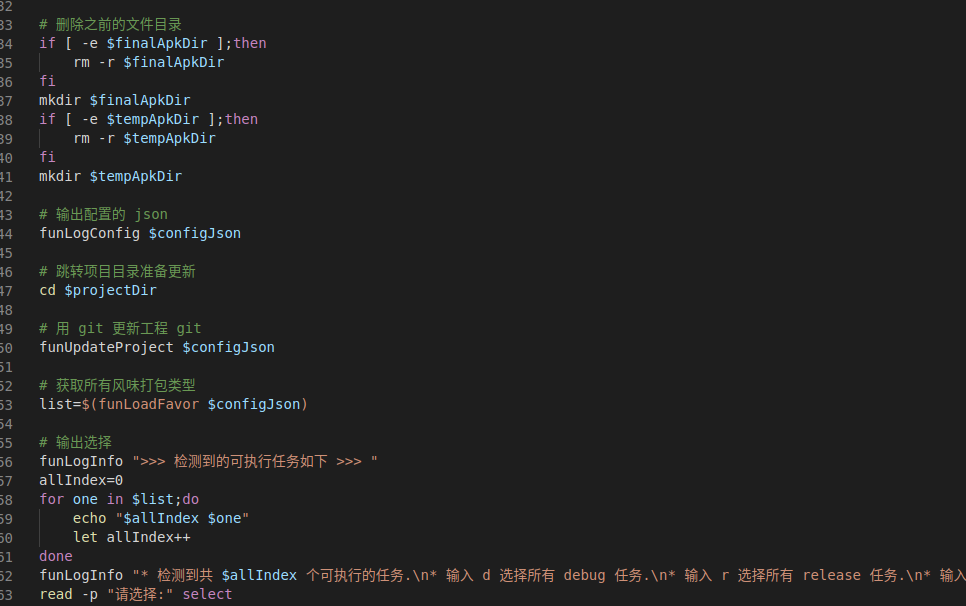 32
33 # 删除之前的文件目录
34 if [ -e $finalApkDir ];then
35     rm -r $finalApkDir
36 fi
37 mkdir $finalApkDir
38 if [ -e $tempApkDir ];then
39     rm -r $tempApkDir
40 fi
41 mkdir $tempApkDir
42
43 # 输出配置的 json
44 funLogConfig $configJson
45
46 # 跳转项目目录准备更新
47 cd $projectDir
48
49 # 用 git 更新工程 git
50 funUpdateProject $configJson
51
52 # 获取所有风味打包类型
53 list=$(funLoadFavor $configJson)
54
55 # 输出选择
56 funLogInfo ">>> 检测到的可执行任务如下 >>> "
57 allIndex=0
58 for one in $list;do
59     echo "$allIndex $one"
60     let allIndex++
61 done
62 funLogInfo "* 检测到共 $allIndex 个可执行的任务.\n* 输入 d 选择所有 debug 任务.\n* 输入 r 选择所有 release 任务.\n* 输入
63 read -p "请选择:" select